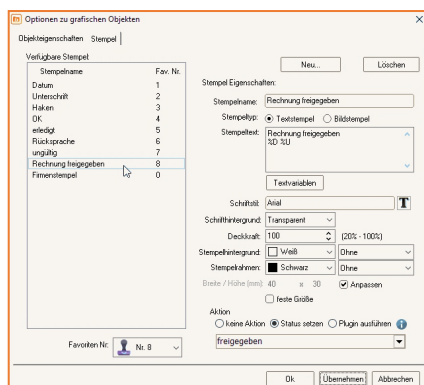 Optionen zu grafischen Objekten
Objekteigenschaften Stempel
Verfügbare Stempel:
Stempelname Fav. Nr.
Datum 1
Unterschrift 2
Haken 3
OK 4
erledigt 5
Rücksprache 6
ungültig 7
Rechnung freigegeben 8
Firmenstempel 0
Favoriten Nr: Nr. 8
Neu... Löschen
Stempel Eigenschaften:
Stempelname: Rechnung freigegeben
Stempeltyp: Textstempel Bildstempel
Stempeltext: Rechnung freigegeben
%D %U
Textvariablen
Schriftstil: Arial T
Schrifthintergrund: Transparent
Deckkraft: 100 (20% - 100%)
Stempelhintergrund: Weiß Ohne
Stempelrahmen: Schwarz Ohne
Breite / Höhe (mm): 40 x 30 Anpassen
feste Größe
Aktion
keine Aktion Status setzen Plugin ausführen
freigegeben
Ok Übernehmen Abbrechen